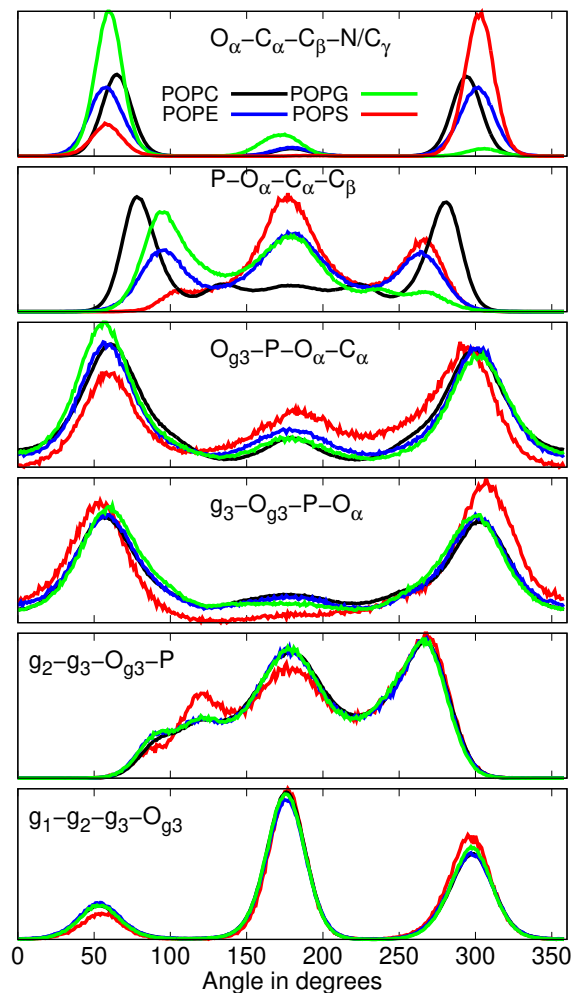 Oα–Cα–Cβ–N/Cγ
POPC POPG
POPE POPS
P–Oα–Cα–Cβ
Og3–P–Oα–Cα
g3–Og3–P–Oα
g2–g3–Og3–P
g1–g2–g3–Og3
0 50 100 150 200 250 300 350
Angle in degrees